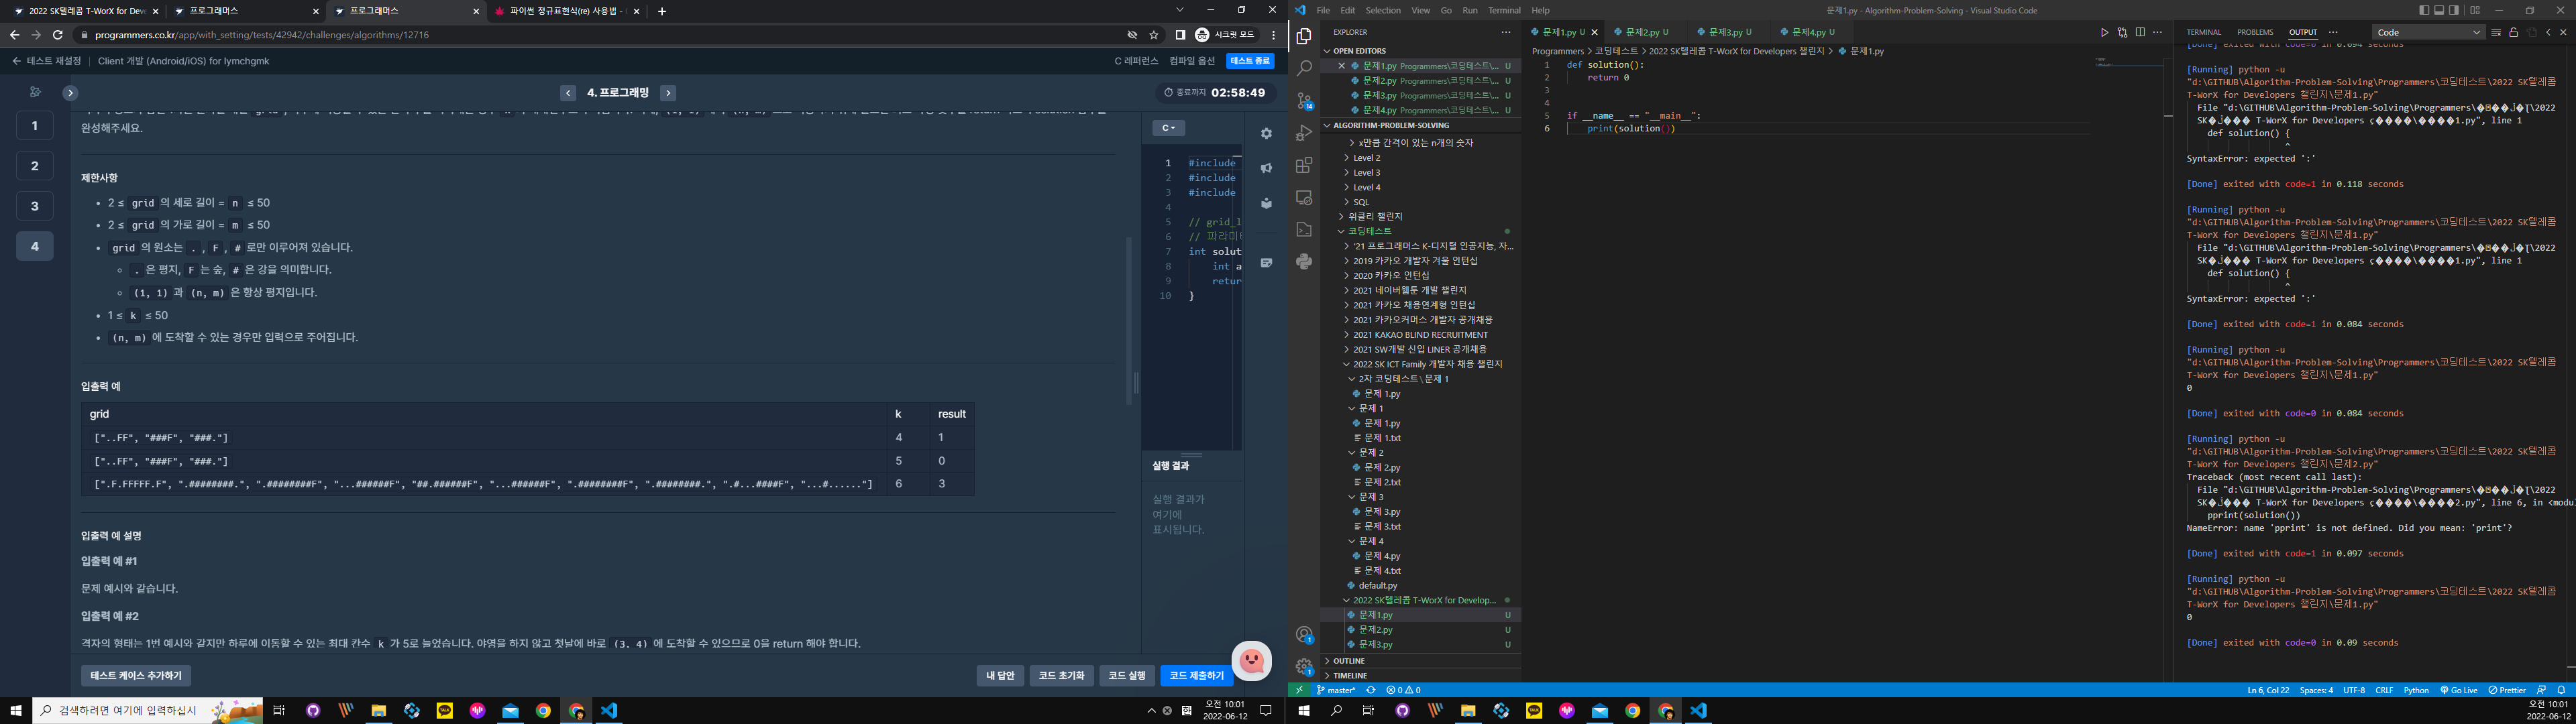 2022 SK텔레콤 T-WorX for Dev
프로그래머스
프로그래머스
파이썬 정규표현식(re) 사용법 -
programmers.co.kr/app/with_setting/tests/42942/challenges/algorithms/12716
시크릿 모드
테스트 재설정
Client 개발 (Android/iOS) for lymchgmk
C 레퍼런스
컴파일 옵션
테스트 종료
4. 프로그래밍
종료까지 02:58:49
1
2
3
4
완성해주세요.
제한사항
2 ≤ grid 의 세로 길이 = n ≤ 50
2 ≤ grid 의 가로 길이 = m ≤ 50
grid 의 원소는 . , F , # 로만 이루어져 있습니다.
. 은 평지, F 는 숲, # 은 강을 의미합니다.
(1, 1) 과 (n, m) 은 항상 평지입니다.
1 ≤ k ≤ 50
(n, m) 에 도착할 수 있는 경우만 입력으로 주어집니다.
입출력 예
grid k result
["..FF", "###F", "###."] 4 1
["..FF", "###F", "###."] 5 0
[".F.FFFFF.F", ".########.", ".########F", "...######F", "##.######F", "...######F", ".########F", ".########.", ".#...####F", "...#......"] 6 3
입출력 예 설명
입출력 예 #1
문제 예시와 같습니다.
입출력 예 #2
격자의 형태는 1번 예시와 같지만 하루에 이동할 수 있는 최대 칸수 k 가 5로 늘었습니다. 야영을 하지 않고 첫날에 바로 (3, 4) 에 도착할 수 있으므로 0을 return 해야 합니다.
테스트 케이스 추가하기
내 답안
코드 초기화
코드 실행
코드 제출하기
C
1 #include
2 #include
3 #include
4
5 // grid_l
6 // 파라미
7 int solut
8 int a
9 retur
10 }
실행 결과
실행 결과가
여기에
표시됩니다.
검색하려면 여기에 입력하십시
오전 10:01
2022-06-12
File Edit Selection View Go Run Terminal Help
문제1.py - Algorithm-Problem-Solving - Visual Studio Code
EXPLORER
OPEN EDITORS
문제1.py Programmers\코딩테스트\... U
문제2.py Programmers\코딩테스트\... U
문제3.py Programmers\코딩테스트\... U
문제4.py Programmers\코딩테스트\... U
ALGORITHM-PROBLEM-SOLVING
x만큼 간격이 있는 n개의 숫자
Level 2
Level 3
Level 4
SQL
위클리 챌린지
코딩테스트
'21 프로그래머스 K-디지털 인공지능, 자...
2019 카카오 개발자 겨울 인턴십
2020 카카오 인턴십
2021 네이버웹툰 개발 챌린지
2021 카카오 채용연계형 인턴십
2021 카카오커머스 개발자 공개채용
2021 KAKAO BLIND RECRUITMENT
2021 SW개발 신입 LINER 공개채용
2022 SK ICT Family 개발자 채용 챌린지
2차 코딩테스트 \ 문제 1
문제 1.py
문제 1
문제 1.py
문제 1.txt
문제 2
문제 2.py
문제 2.txt
문제 3
문제 3.py
문제 3.txt
문제 4
문제 4.py
문제 4.txt
default.py
2022 SK텔레콤 T-WorX for Develop...
문제1.py U
문제2.py U
문제3.py U
OUTLINE
TIMELINE
문제1.py U
문제2.py U
문제3.py U
문제4.py U
Programmers > 코딩테스트 > 2022 SK텔레콤 T-WorX for Developers 챌린지 > 문제1.py
1 def solution():
2 return 0
3
4
5 if __name__ == "__main__":
6 print(solution())
TERMINAL PROBLEMS OUTPUT
Code
[Done] exited with code=0 in 0.094 seconds
[Running] python -u
"d:\GITHUB\Algorithm-Problem-Solving\Programmers\코딩테스트\2022 SK텔레콤
T-WorX for Developers 챌린지\문제1.py"
File "d:\GITHUB\Algorithm-Problem-Solving\Programmers\
T-WorX for Developers
1.py", line 1
def solution() {
^
SyntaxError: expected ':'
[Done] exited with code=1 in 0.118 seconds
[Running] python -u
"d:\GITHUB\Algorithm-Problem-Solving\Programmers\코딩테스트\2022 SK텔레콤
T-WorX for Developers 챌린지\문제1.py"
File "d:\GITHUB\Algorithm-Problem-Solving\Programmers\
T-WorX for Developers
1.py", line 1
def solution() {
^
SyntaxError: expected ':'
[Done] exited with code=1 in 0.084 seconds
[Running] python -u
"d:\GITHUB\Algorithm-Problem-Solving\Programmers\코딩테스트\2022 SK텔레콤
T-WorX for Developers 챌린지\문제1.py"
0
[Done] exited with code=0 in 0.084 seconds
[Running] python -u
"d:\GITHUB\Algorithm-Problem-Solving\Programmers\코딩테스트\2022 SK텔레콤
T-WorX for Developers 챌린지\문제2.py"
Traceback (most recent call last):
File "d:\GITHUB\Algorithm-Problem-Solving\Programmers\
T-WorX for Developers
2.py", line 6, in <modu
pprint(solution())
NameError: name 'pprint' is not defined. Did you mean: 'print'?
[Done] exited with code=1 in 0.097 seconds
[Running] python -u
"d:\GITHUB\Algorithm-Problem-Solving\Programmers\코딩테스트\2022 SK텔레콤
T-WorX for Developers 챌린지\문제1.py"
0
[Done] exited with code=0 in 0.09 seconds
master*
0 0
Ln 6, Col 22 Spaces: 4 UTF-8 CRLF Python Go Live Prettier
오전 10:01
2022-06-12